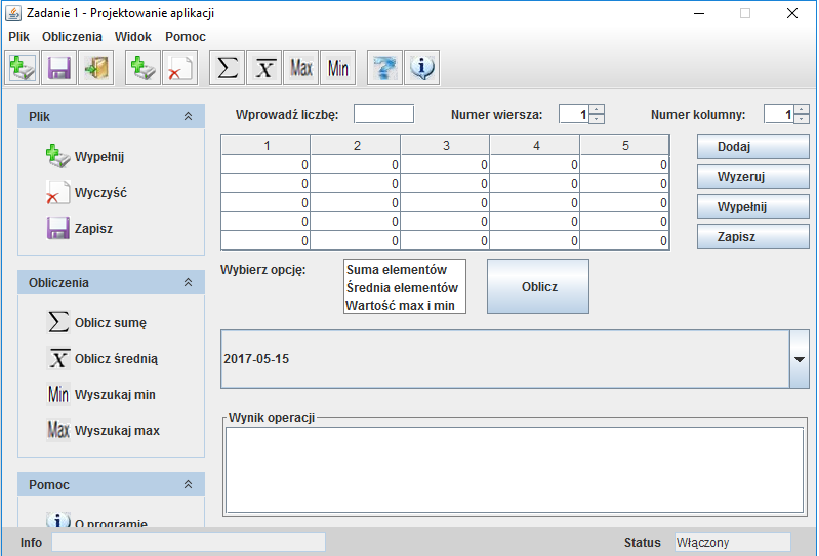 Zadanie 1 - Projektowanie aplikacji
Plik Obliczenia Widok Pomoc
Σ X Max Min ? i
Plik
Wypełnij
Wyczyść
Zapisz
Obliczenia
Σ Oblicz sumę
X Oblicz średnią
Min Wyszukaj min
Max Wyszukaj max
Pomoc
i O programie
Wprowadź liczbę: Numer wiersza: 1 Numer kolumny: 1
1 2 3 4 5
0 0 0 0 0
0 0 0 0 0
0 0 0 0 0
0 0 0 0 0
0 0 0 0 0
Dodaj
Wyzeruj
Wypełnij
Zapisz
Wybierz opcję:
Suma elementów
Średnia elementów
Wartość max i min
Oblicz
2017-05-15
Wynik operacji
Info Status Włączony